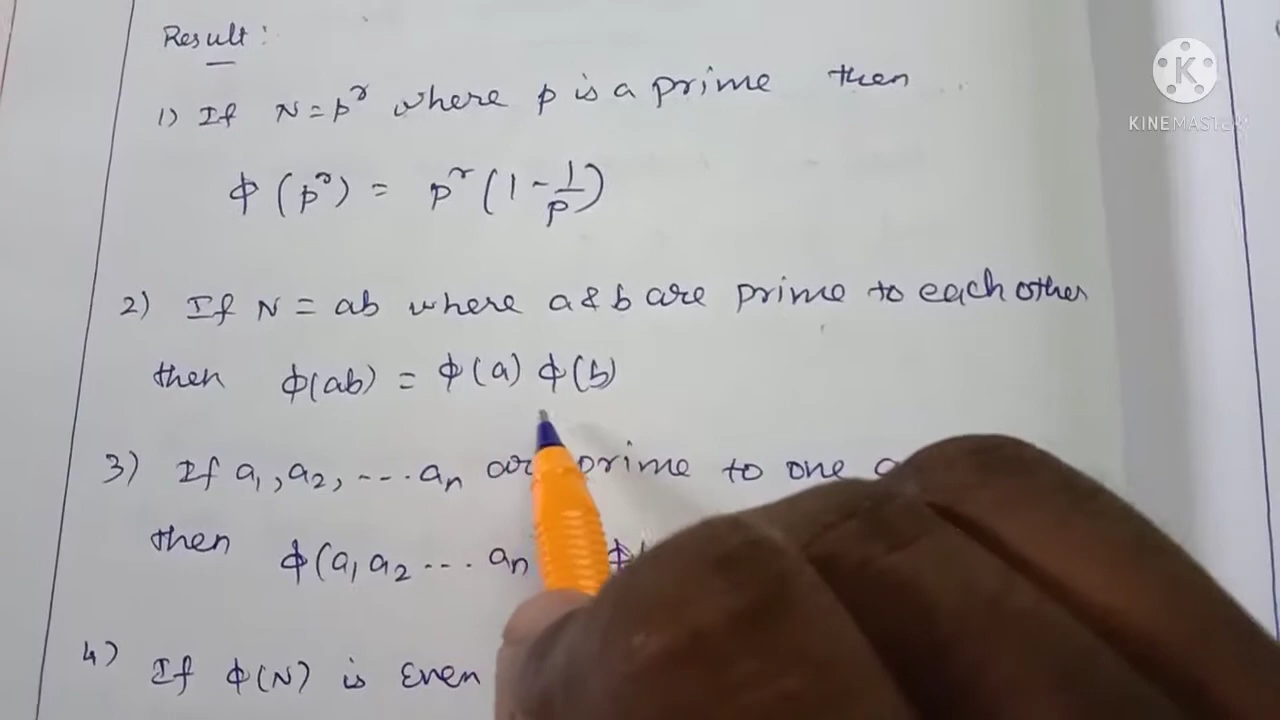 Result:
1) If N = p^r where p is a prime then
ϕ(p^r) = p^r (1 - 1/p)
2) If N = ab where a & b are prime to each other
then ϕ(ab) = ϕ(a) ϕ(b)
3) If a1, a2, --- an are prime to one
then ϕ(a1 a2 ... an
4) If ϕ(N) is even
K
KINEMASTER